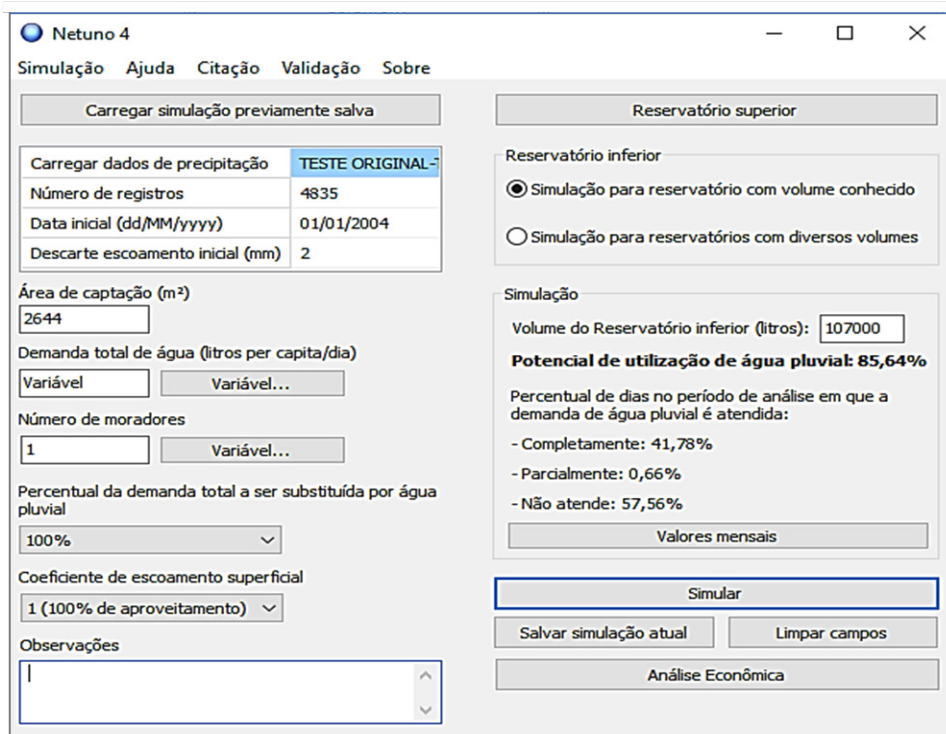 Netuno 4
Simulação Ajuda Citação Validação Sobre
Carregar simulação previamente salva
Carregar dados de precipitação TESTE ORIGINAL-
Número de registros 4835
Data inicial (dd/MM/yyyy) 01/01/2004
Descarte escoamento inicial (mm) 2
Área de captação (m²)
2644
Demanda total de água (litros per capita/dia)
Variável Variável...
Número de moradores
1 Variável...
Percentual da demanda total a ser substituída por água
pluvial
100%
Coeficiente de escoamento superficial
1 (100% de aproveitamento)
Observações
Reservatório superior
Reservatório inferior
Simulação para reservatório com volume conhecido
Simulação para reservatórios com diversos volumes
Simulação
Volume do Reservatório inferior (litros): 107000
Potencial de utilização de água pluvial: 85,64%
Percentual de dias no período de análise em que a
demanda de água pluvial é atendida:
- Completamente: 41,78%
- Parcialmente: 0,66%
- Não atende: 57,56%
Valores mensais
Simular
Salvar simulação atual Limpar campos
Análise Econômica